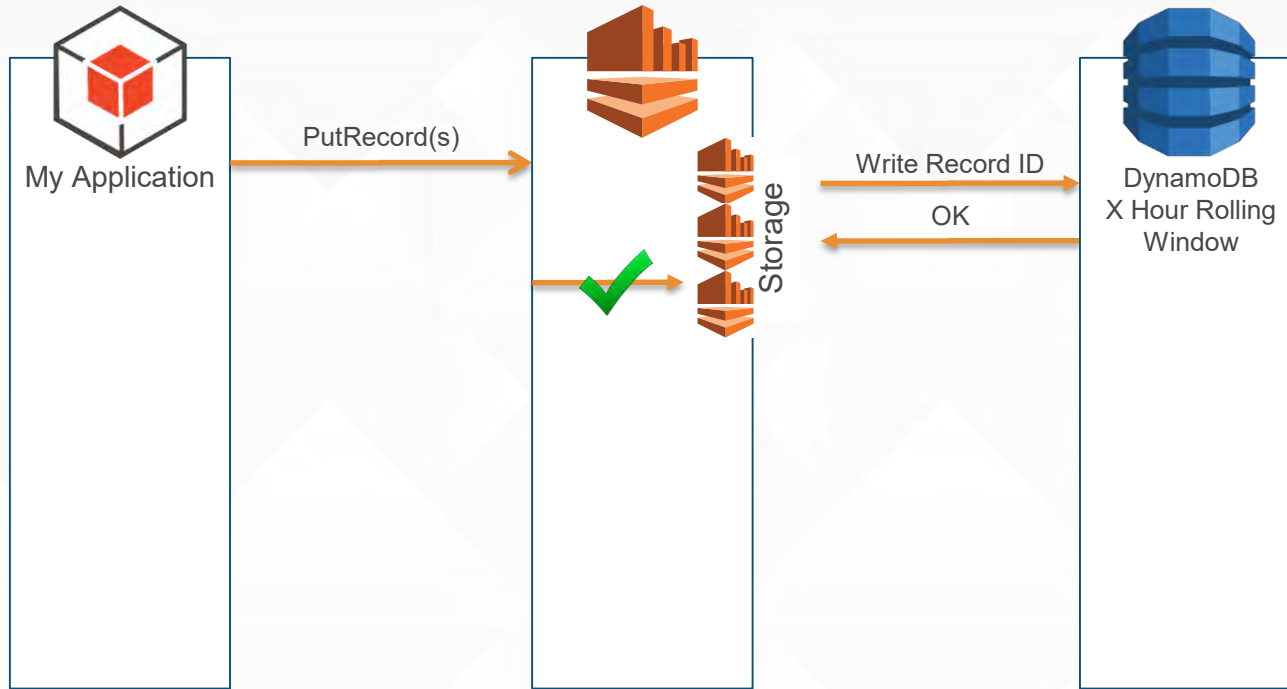 My Application
PutRecord(s)
Storage
Write Record ID
OK
DynamoDB
X Hour Rolling
Window